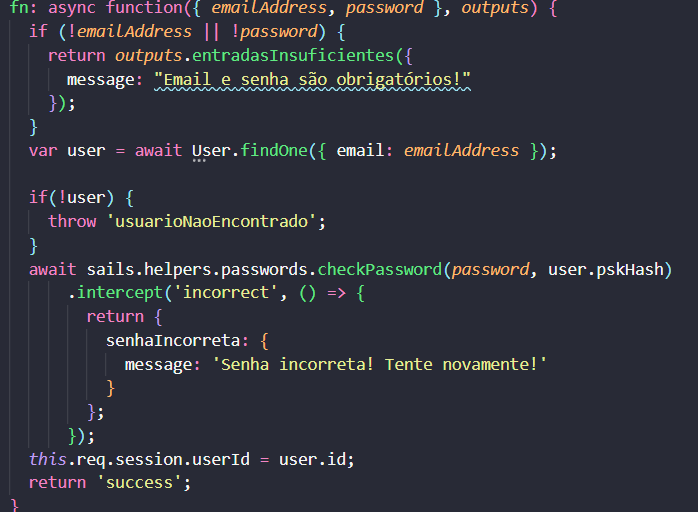 fn: async function({ emailAddress, password }, outputs) {
if (!emailAddress || !password) {
return outputs.entradasInsuficientes({
message: "Email e senha são obrigatórios!"
});
}
var user = await User.findOne({ email: emailAddress });
if(!user) {
throw 'usuarioNaoEncontrado';
}
await sails.helpers.passwords.checkPassword(password, user.pskHash)
.intercept('incorrect', () => {
return {
senhaIncorreta: {
message: 'Senha incorreta! Tente novamente!'
}
};
});
this.req.session.userId = user.id;
return 'success';
}